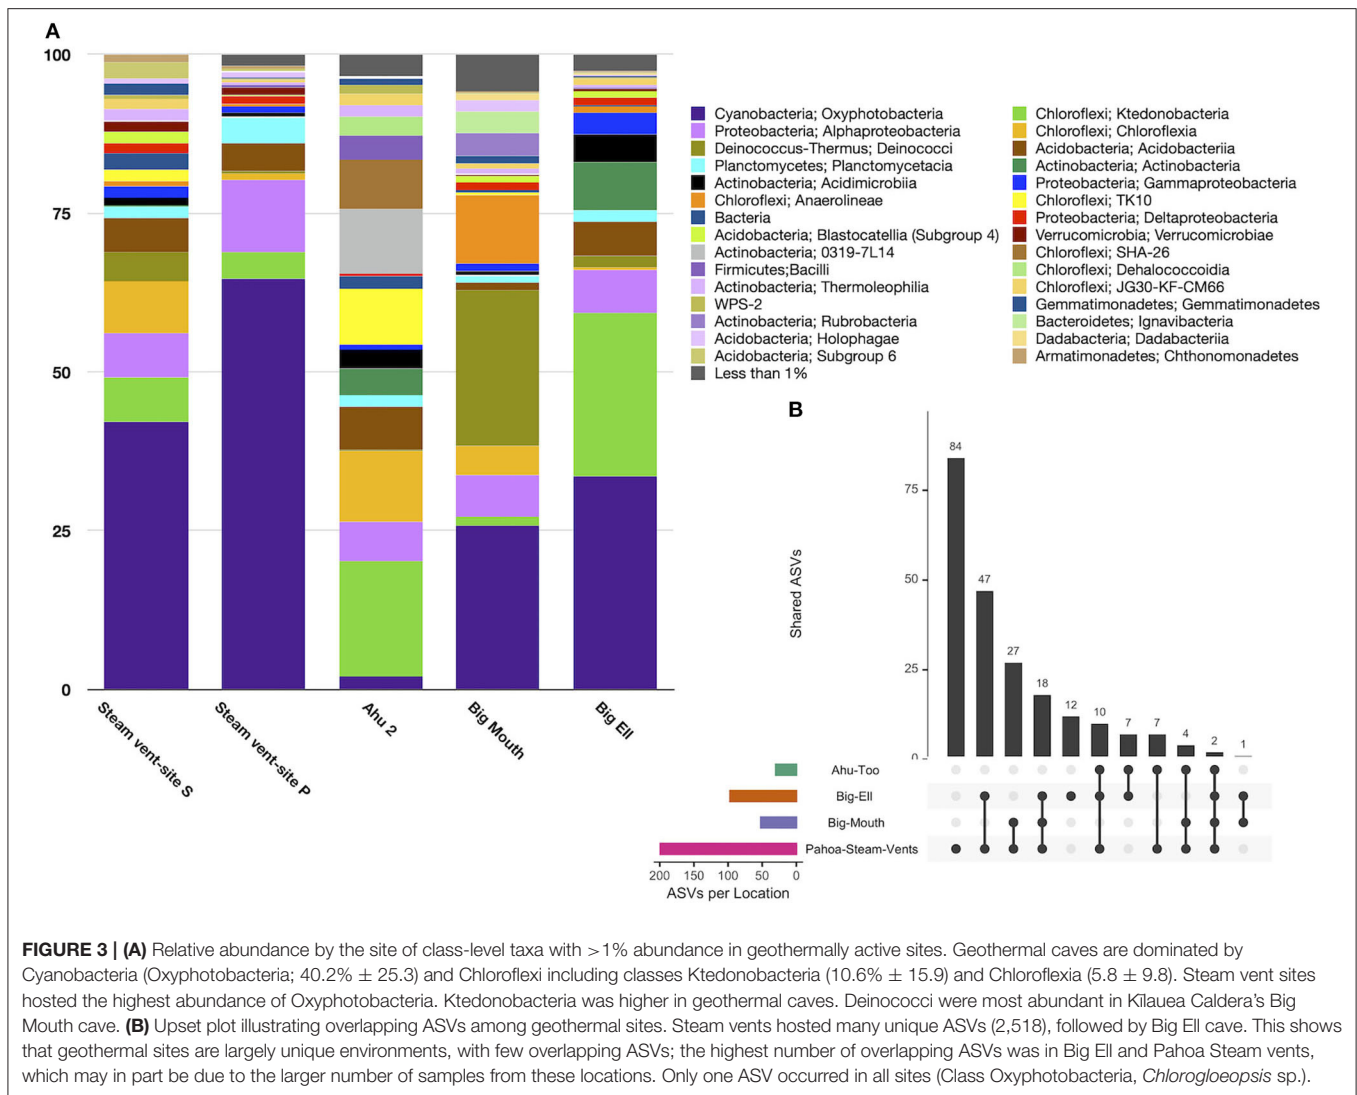 A
100
75
50
25
0
Steam vent-site S
Steam vent-site P
Ahu 2
Big Mouth
Big Ell
Cyanobacteria; Oxyphotobacteria
Proteobacteria; Alphaproteobacteria
Deinococcus-Thermus; Deinococci
Planctomycetes; Planctomycetacia
Actinobacteria; Acidimicrobiia
Chloroflexi; Anaerolineae
Bacteria
Acidobacteria; Blastocatellia (Subgroup 4)
Actinobacteria; 0319-7L14
Firmicutes;Bacilli
Actinobacteria; Thermoleophilia
WPS-2
Actinobacteria; Rubrobacteria
Acidobacteria; Holophagae
Acidobacteria; Subgroup 6
Less than 1%
Chloroflexi; Ktedonobacteria
Chloroflexi; Chloroflexia
Acidobacteria; Acidobacteriia
Actinobacteria; Actinobacteria
Proteobacteria; Gammaproteobacteria
Chloroflexi; TK10
Proteobacteria; Deltaproteobacteria
Verrucomicrobia; Verrucomicrobiae
Chloroflexi; SHA-26
Chloroflexi; Dehalococcoidia
Chloroflexi; JG30-KF-CM66
Gemmatimonadetes; Gemmatimonadetes
Bacteroidetes; Ignavibacteria
Dadabacteria; Dadabacteriia
Armatimonadetes; Chthonomonadetes
B
Shared ASVs
75
50
25
0
84
47
27
18
12
10
7
7
4
2
1
Ahu-Too
Big-Ell
Big-Mouth
Pahoa-Steam-Vents
200 150 100 50 0
ASVs per Location
FIGURE 3 | (A) Relative abundance by the site of class-level taxa with >1% abundance in geothermally active sites. Geothermal caves are dominated by
Cyanobacteria (Oxyphotobacteria; 40.2% ± 25.3) and Chloroflexi including classes Ktedonobacteria (10.6% ± 15.9) and Chloroflexia (5.8 ± 9.8). Steam vent sites
hosted the highest abundance of Oxyphotobacteria. Ktedonobacteria was higher in geothermal caves. Deinococci were most abundant in Kīlauea Caldera's Big
Mouth cave. (B) Upset plot illustrating overlapping ASVs among geothermal sites. Steam vents hosted many unique ASVs (2,518), followed by Big Ell cave. This shows
that geothermal sites are largely unique environments, with few overlapping ASVs; the highest number of overlapping ASVs was in Big Ell and Pahoa Steam vents,
which may in part be due to the larger number of samples from these locations. Only one ASV occurred in all sites (Class Oxyphotobacteria, Chlorogloeopsis sp.).